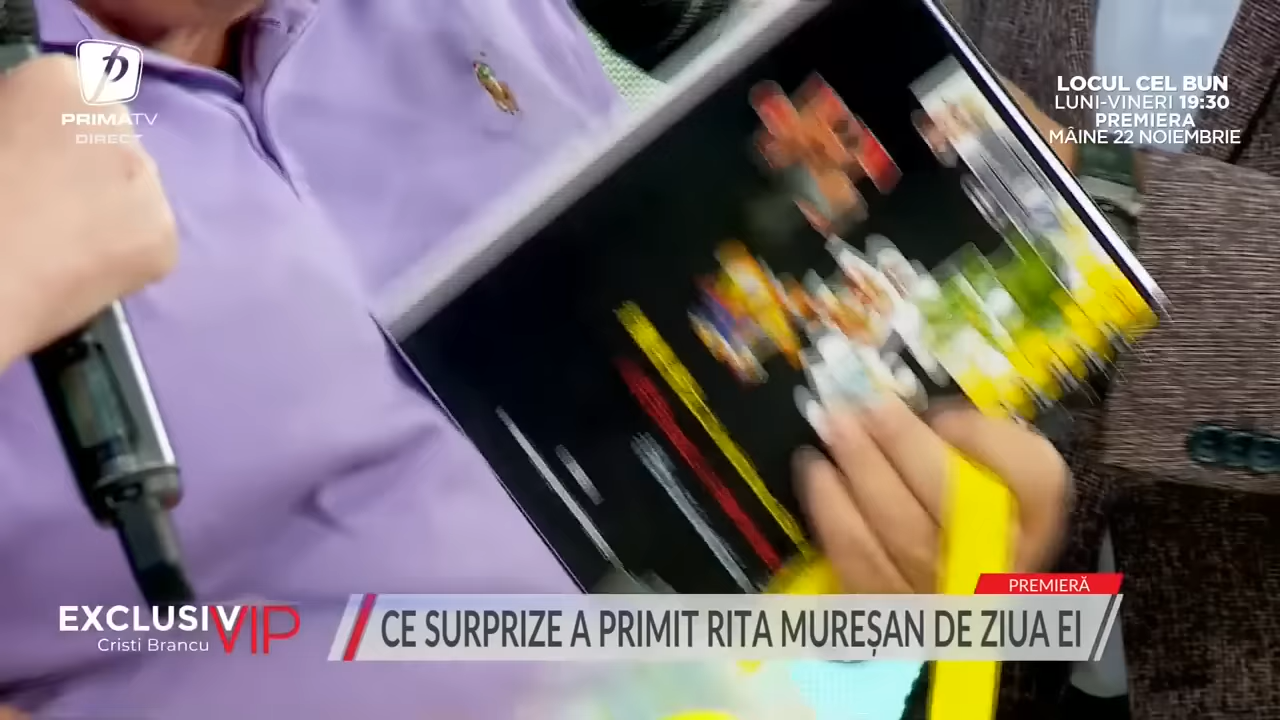 PRIMATV
DIRECT
LOCUL CEL BUN
LUNI-VINERI 19:30
PREMIERA
MÂINE 22 NOIEMBRIE
PREMIERĂ
EXCLUSIV VIP
Cristi Brancu
CE SURPRIZE A PRIMIT RITA MUREȘAN DE ZIUA EI